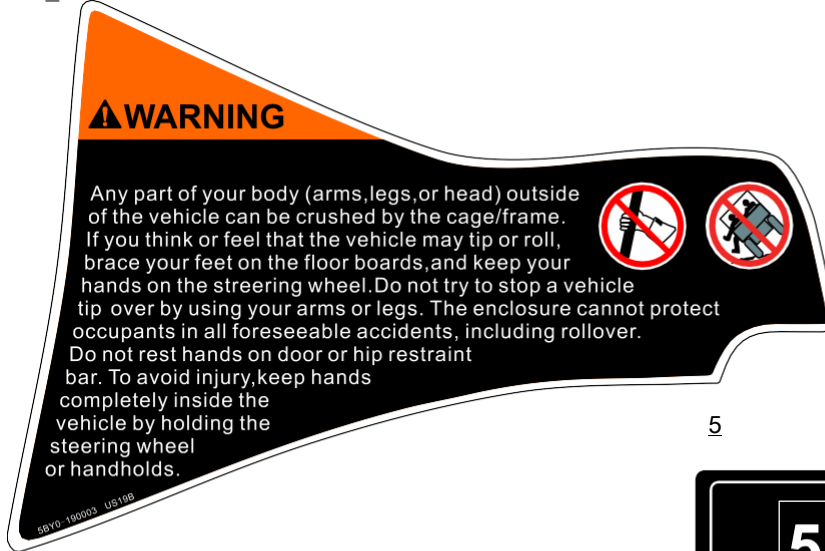 WARNING
Any part of your body (arms,legs,or head) outside
of the vehicle can be crushed by the cage/frame.
If you think or feel that the vehicle may tip or roll,
brace your feet on the floor boards,and keep your
hands on the streering wheel.Do not try to stop a vehicle
tip over by using your arms or legs. The enclosure cannot protect
occupants in all foreseeable accidents, including rollover.
Do not rest hands on door or hip restraint
bar. To avoid injury,keep hands
completely inside the
vehicle by holding the
steering wheel
or handholds.
5BY0-190003 US19B
5
5